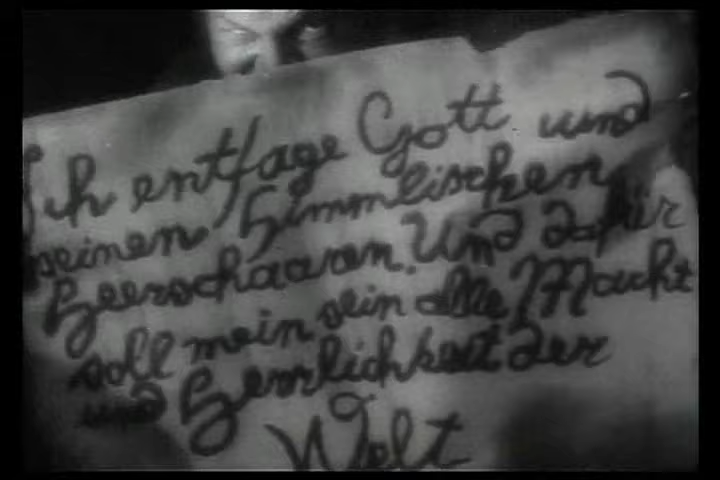 Ich entsage Gott und
seinen himmlischen
Heerschaaren. Und dafür
soll mein sein alle Macht
und Herrlichkeit der
Welt